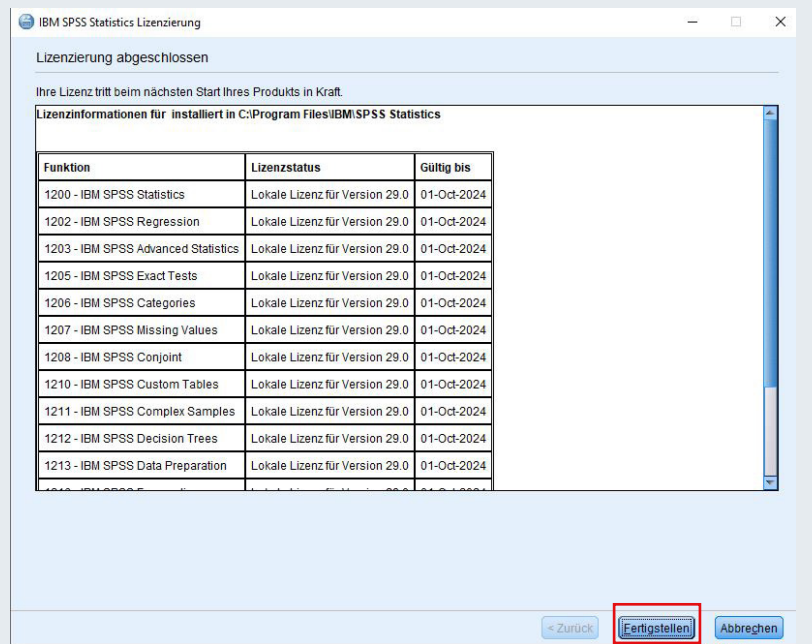 IBM SPSS Statistics Lizenzierung
Lizenzierung abgeschlossen
Ihre Lizenz tritt beim nächsten Start Ihres Produkts in Kraft.
Lizenzinformationen für installiert in C:\Program Files\IBM\SPSS Statistics
Funktion Lizenzstatus Gültig bis
1200 - IBM SPSS Statistics Lokale Lizenz für Version 29.0 01-Oct-2024
1202 - IBM SPSS Regression Lokale Lizenz für Version 29.0 01-Oct-2024
1203 - IBM SPSS Advanced Statistics Lokale Lizenz für Version 29.0 01-Oct-2024
1205 - IBM SPSS Exact Tests Lokale Lizenz für Version 29.0 01-Oct-2024
1206 - IBM SPSS Categories Lokale Lizenz für Version 29.0 01-Oct-2024
1207 - IBM SPSS Missing Values Lokale Lizenz für Version 29.0 01-Oct-2024
1208 - IBM SPSS Conjoint Lokale Lizenz für Version 29.0 01-Oct-2024
1210 - IBM SPSS Custom Tables Lokale Lizenz für Version 29.0 01-Oct-2024
1211 - IBM SPSS Complex Samples Lokale Lizenz für Version 29.0 01-Oct-2024
1212 - IBM SPSS Decision Trees Lokale Lizenz für Version 29.0 01-Oct-2024
1213 - IBM SPSS Data Preparation Lokale Lizenz für Version 29.0 01-Oct-2024
< Zurück Fertigstellen Abbrechen